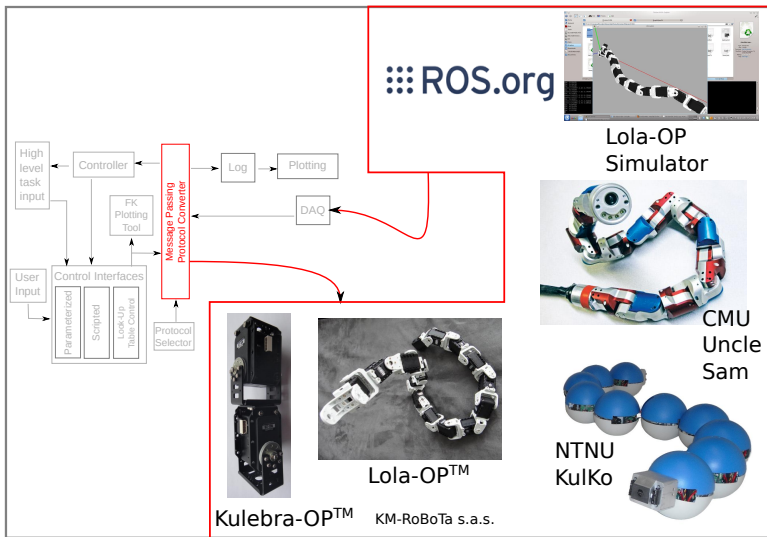 ROS.org
Lola-OP
Simulator
High
level
task
input
Controller
Log
Plotting
FK
Plotting
Tool
Message Passing
Protocol Converter
DAQ
User
Input
Control Interfaces
Parameterized
Scripted
Look-Up
Table Control
Protocol
Selector
CMU
Uncle
Sam
NTNU
KulKo
Lola-OP™
Kulebra-OP™
KM-RoBoTa s.a.s.